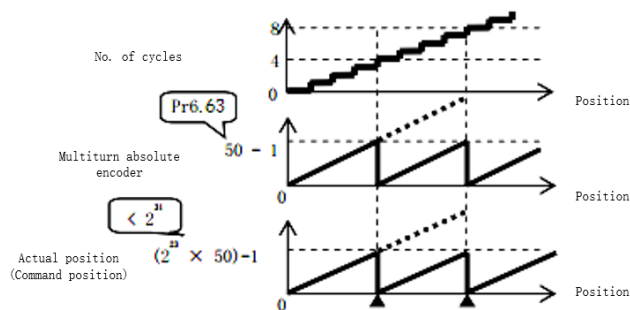 8
No. of cycles
4
0
Position
Pr6.63
50 - 1
Multiturn absolute
encoder
0
Position
< 2^31
Actual position
(Command position)
(2^23 × 50)-1
0
Position